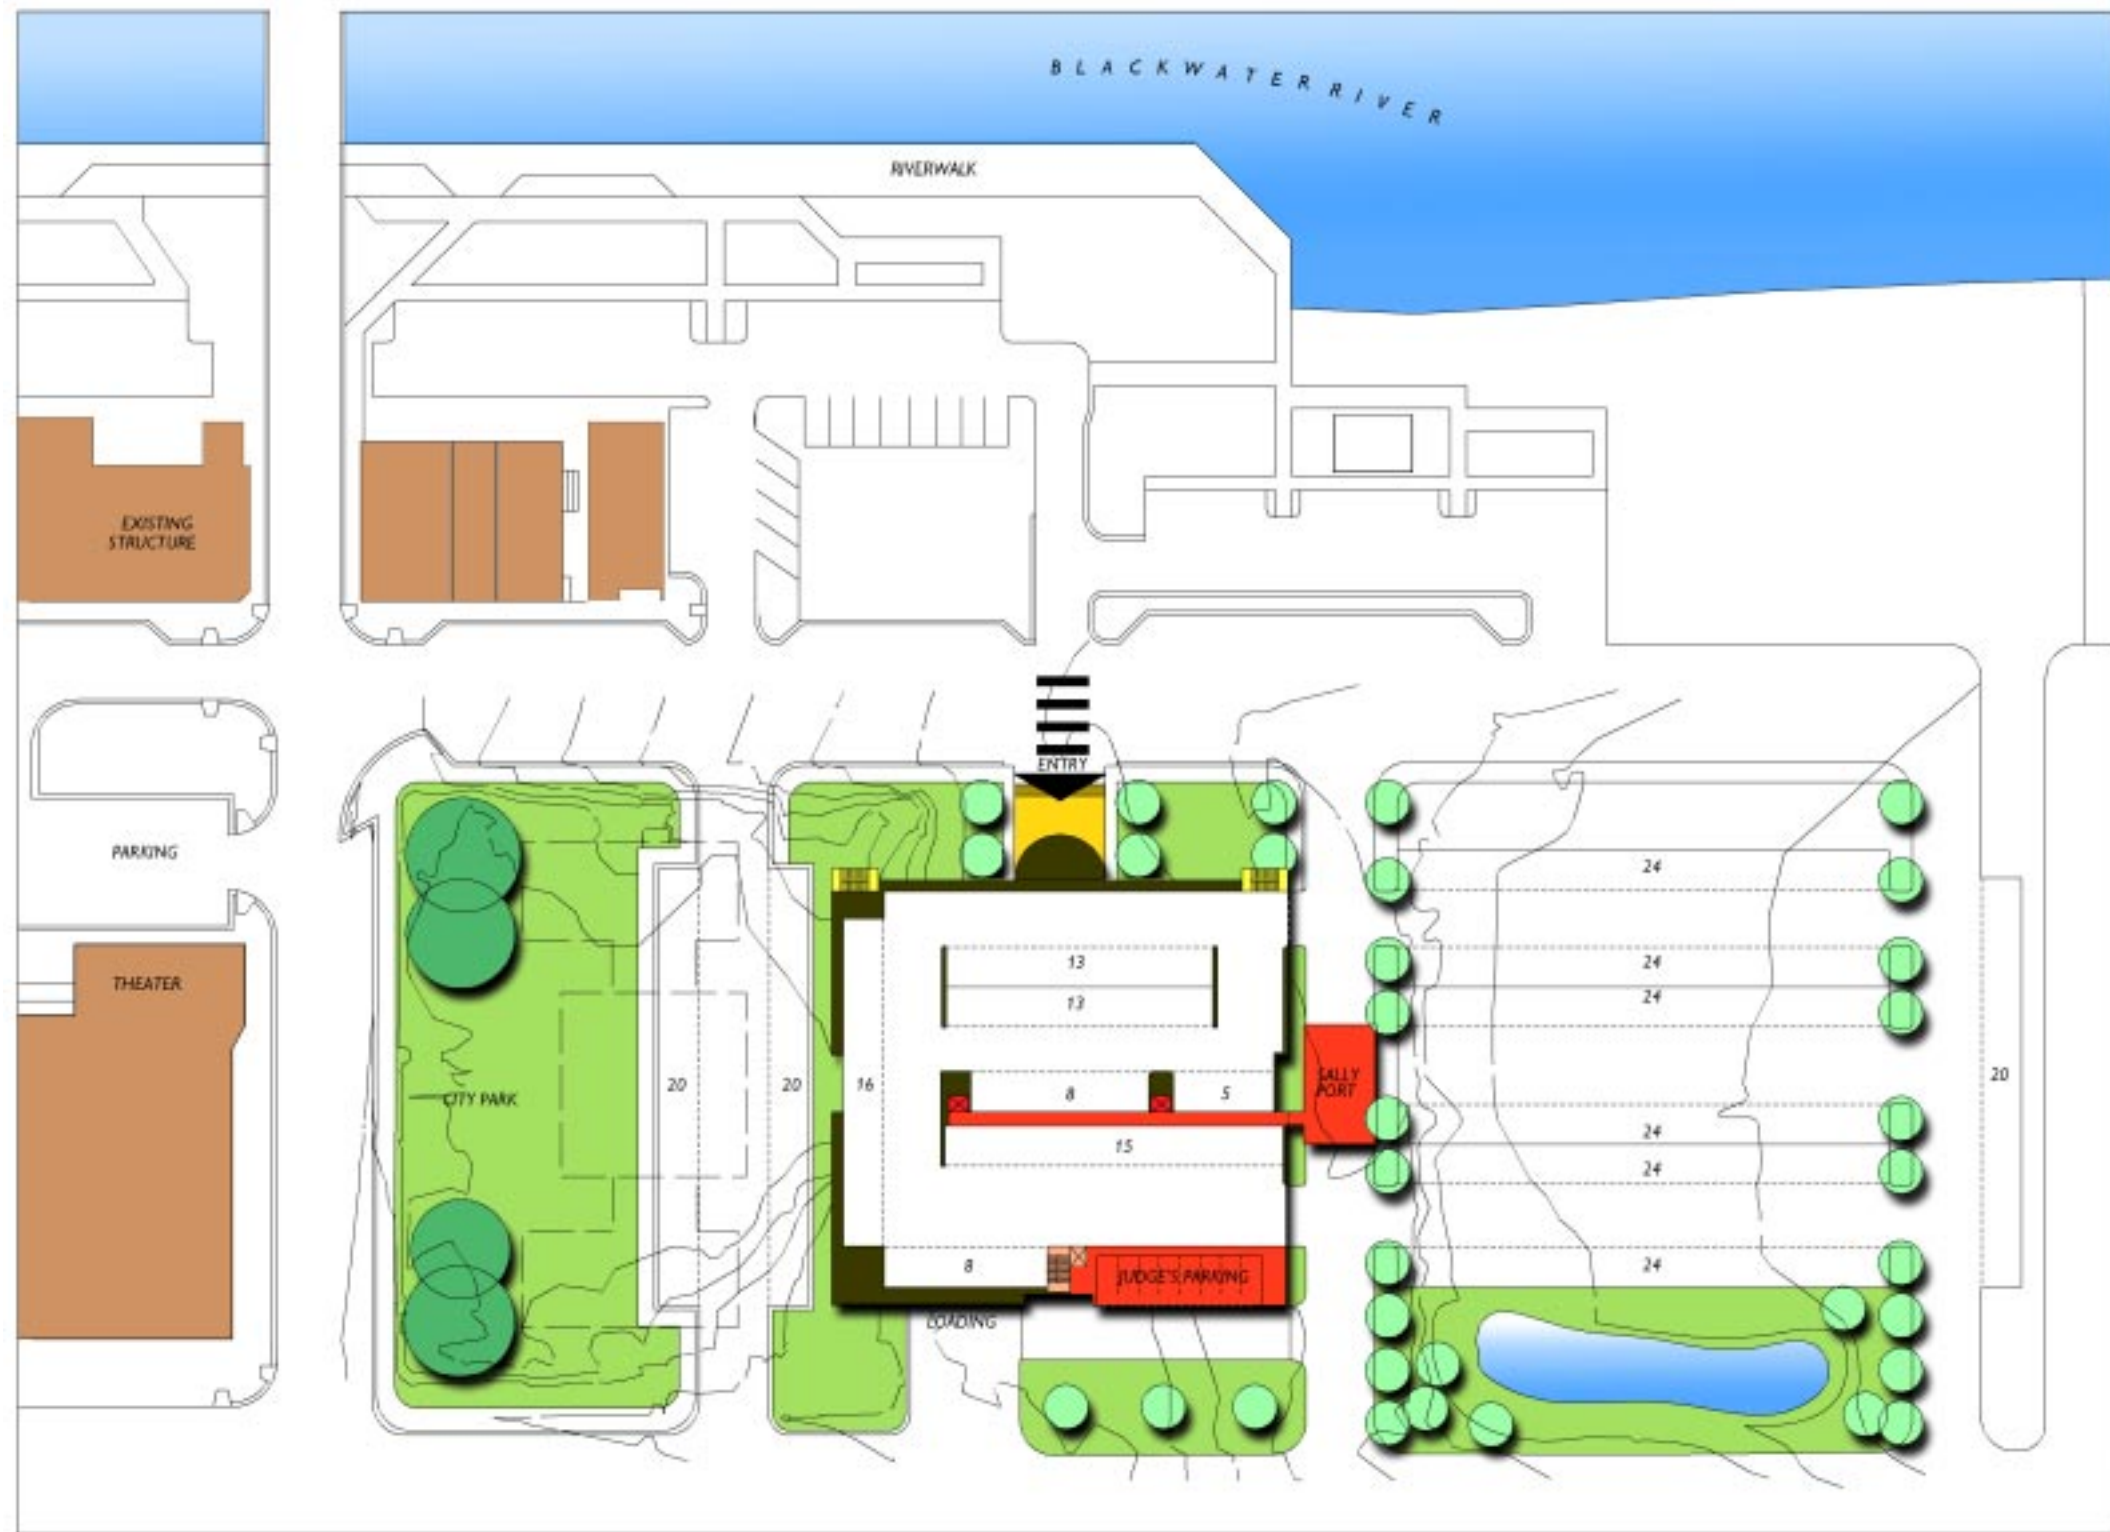 BLACKWATER RIVER
RIVERWALK
EXISTING
STRUCTURE
ENTRY
PARKING
24
13
24
THEATER
24
13
SALLY
PORT
20
20
20
16
8
5
CITY PARK
24
15
24
8
JUDGE'S PARKING
24
LOADING